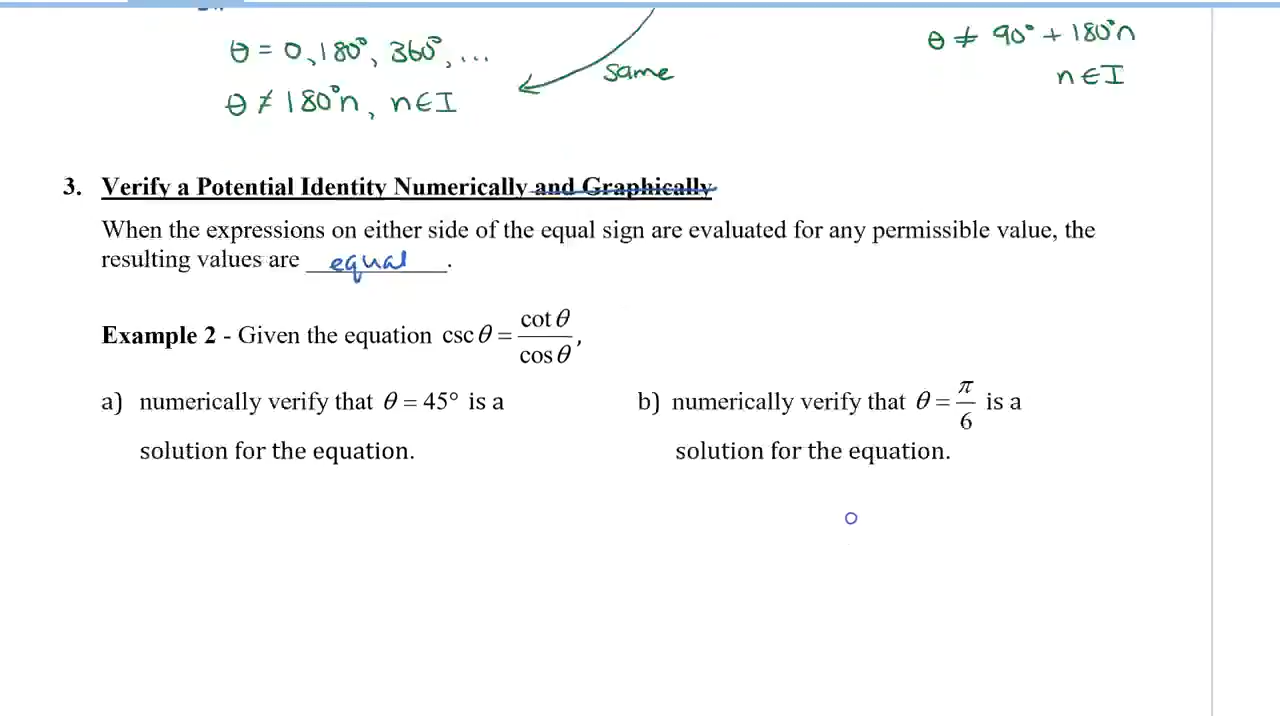 θ = 0, 180°, 360°, ...
same
θ ≠ 180°n, n∈I
θ ≠ 90° + 180°n
n∈I
3. Verify a Potential Identity Numerically and Graphically
When the expressions on either side of the equal sign are evaluated for any permissible value, the
resulting values are equal.
Example 2 - Given the equation csc θ = cot θ / cos θ,
a) numerically verify that θ = 45° is a
solution for the equation.
b) numerically verify that θ = π/6 is a
solution for the equation.